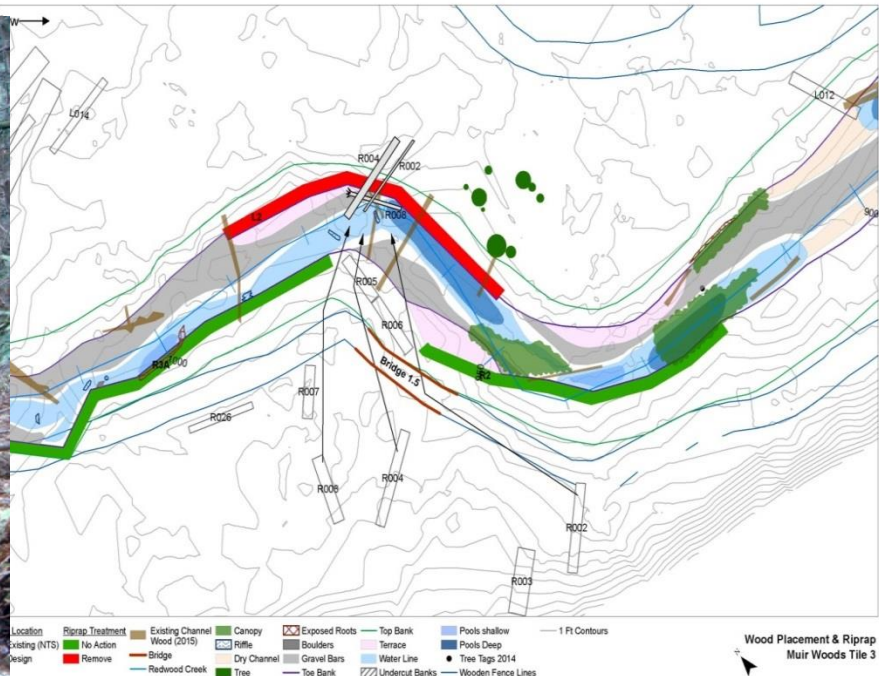 W
L014
R004
R002
L012
L2
R008
R005
R006
1000
R3A
R2
900
Bridge 1.5
R007
R026
R006
R004
R002
R003
Location
Existing (NTS)
Design
Riprap Treatment
No Action
Remove
Existing Channel
Wood (2015)
Bridge
Redwood Creek
Canopy
Riffle
Dry Channel
Tree
Exposed Roots
Boulders
Gravel Bars
Toe Bank
Top Bank
Terrace
Water Line
Undercut Banks
Pools shallow
Pools Deep
Tree Tags 2014
Wooden Fence Lines
1 Ft Contours
Wood Placement & Riprap
Muir Woods Tile 3